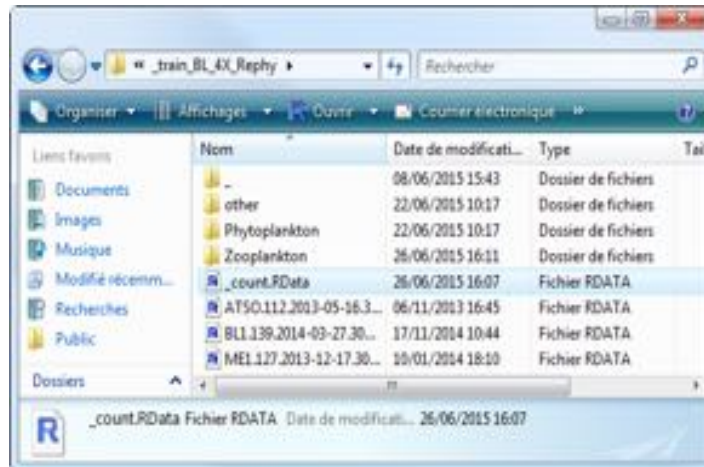 « _train_BL_4X_Rephy
Rechercher
Organiser Affichages Ouvrir Courrier électronique »
Liens favoris
Documents
Images
Musique
Modifié récemm...
Recherches
Public
Dossiers
Nom Date de modificati... Type Tai
_ 08/06/2015 15:43 Dossier de fichiers
other 22/06/2015 10:17 Dossier de fichiers
Phytoplankton 22/06/2015 10:17 Dossier de fichiers
Zooplankton 26/06/2015 16:11 Dossier de fichiers
_count.RData 26/06/2015 16:07 Fichier RDATA
ATSO.112.2013-05-16.3... 06/11/2013 16:45 Fichier RDATA
BL1.139.2014-03-27.30... 17/11/2014 10:44 Fichier RDATA
ME1.127.2013-12-17.30... 10/01/2014 18:10 Fichier RDATA
_count.RData Fichier RDATA Date de modificati... 26/06/2015 16:07